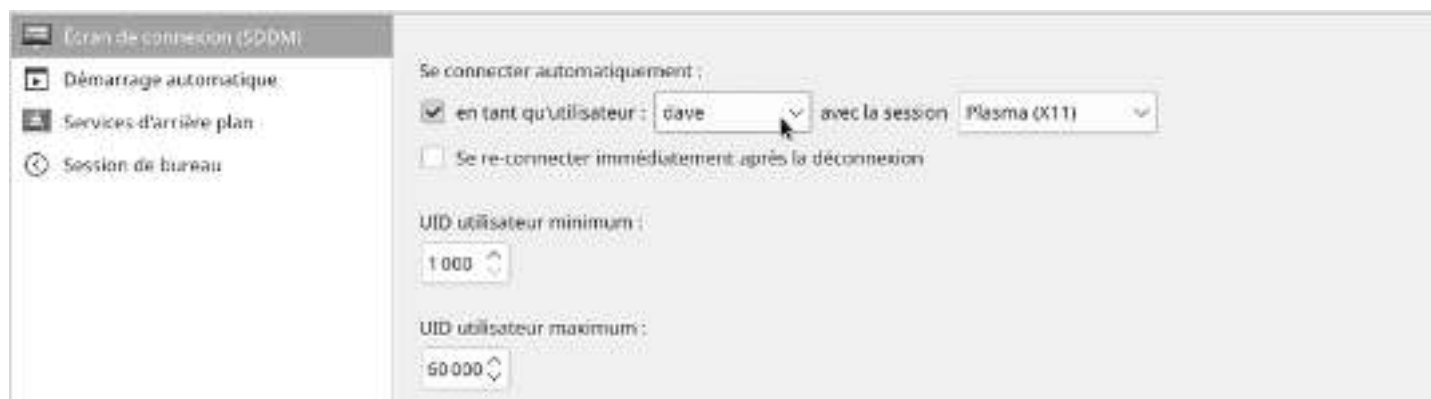 Écran de connexion (SDDM)
Démarrage automatique
Services d'arrière plan
Session de bureau
Se connecter automatiquement :
en tant qu'utilisateur : dave avec la session Plasma (X11)
Se re-connecter immédiatement après la déconnexion
UID utilisateur minimum :
1 000
UID utilisateur maximum :
60 000